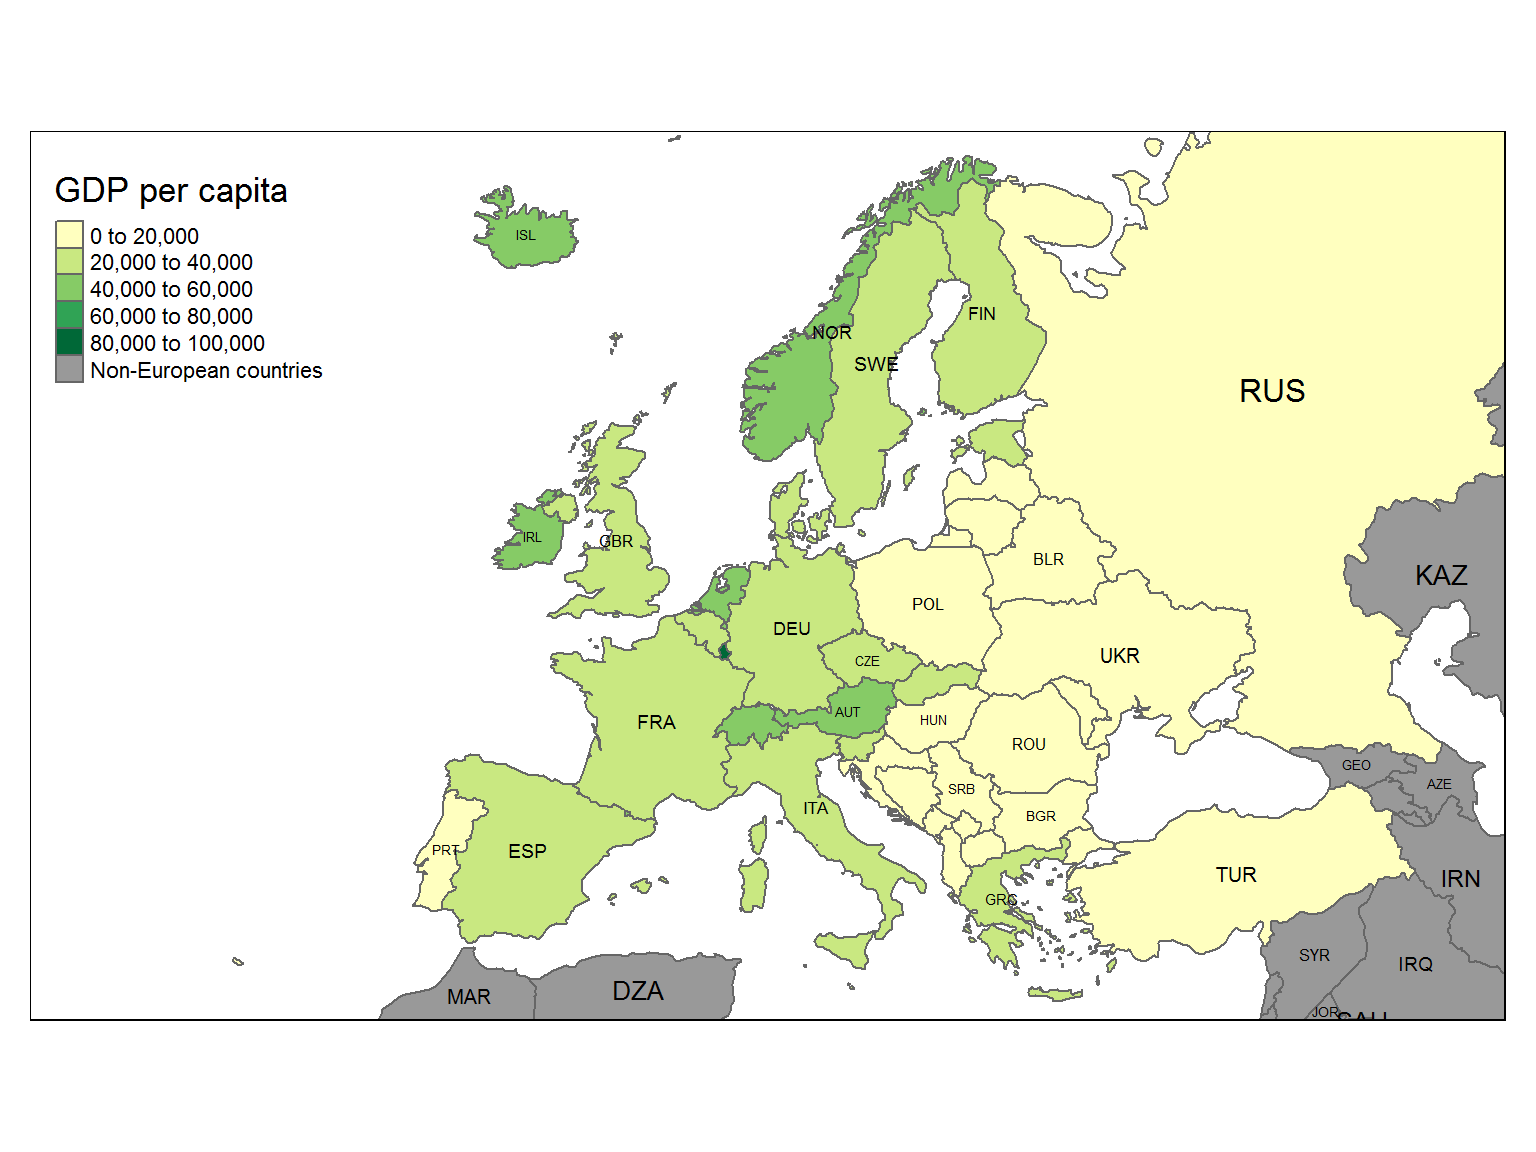 GDP per capita
0 to 20,000
20,000 to 40,000
40,000 to 60,000
60,000 to 80,000
80,000 to 100,000
Non-European countries
ISL
NOR
SWE
FIN
RUS
IRL
GBR
BLR
KAZ
POL
DEU
CZE
UKR
FRA
AUT
HUN
ROU
GEO
AZE
SRB
ITA
BGR
PRT
ESP
TUR
IRN
GRC
SYR
IRQ
MAR
DZA
JOR
SAU